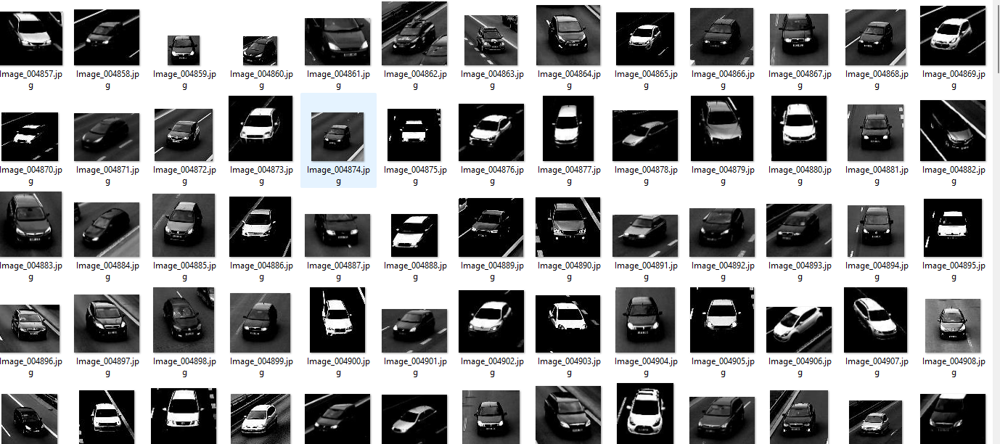 Image_004857.jpg
Image_004858.jpg
Image_004859.jpg
Image_004860.jpg
Image_004861.jpg
Image_004862.jpg
Image_004863.jpg
Image_004864.jpg
Image_004865.jpg
Image_004866.jpg
Image_004867.jpg
Image_004868.jpg
Image_004869.jpg
Image_004870.jpg
Image_004871.jpg
Image_004872.jpg
Image_004873.jpg
Image_004874.jpg
Image_004875.jpg
Image_004876.jpg
Image_004877.jpg
Image_004878.jpg
Image_004879.jpg
Image_004880.jpg
Image_004881.jpg
Image_004882.jpg
Image_004883.jpg
Image_004884.jpg
Image_004885.jpg
Image_004886.jpg
Image_004887.jpg
Image_004888.jpg
Image_004889.jpg
Image_004890.jpg
Image_004891.jpg
Image_004892.jpg
Image_004893.jpg
Image_004894.jpg
Image_004895.jpg
Image_004896.jpg
Image_004897.jpg
Image_004898.jpg
Image_004899.jpg
Image_004900.jpg
Image_004901.jpg
Image_004902.jpg
Image_004903.jpg
Image_004904.jpg
Image_004905.jpg
Image_004906.jpg
Image_004907.jpg
Image_004908.jpg